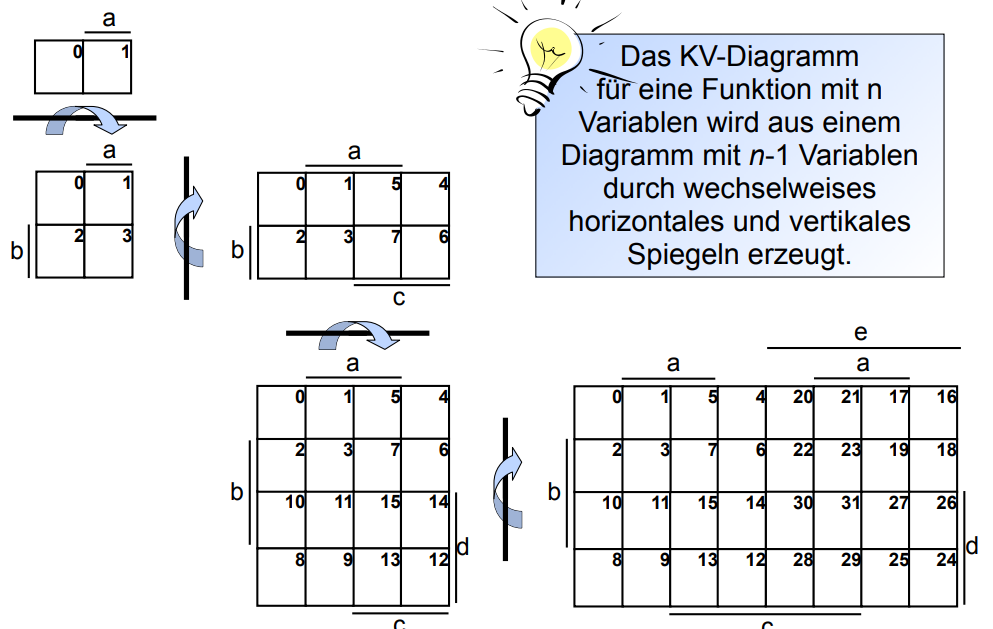 a
0 1
Das KV-Diagramm
für eine Funktion mit n
Variablen wird aus einem
Diagramm mit n-1 Variablen
durch wechselweises
horizontales und vertikales
Spiegeln erzeugt.
a
0 1
b
2 3
a
0 1 5 4
b
2 3 7 6
c
a
0 1 5 4
2 3 7 6
b
10 11 15 14
d
8 9 13 12
c
e
a a
0 1 5 4 20 21 17 16
2 3 7 6 22 23 19 18
b
10 11 15 14 30 31 27 26
d
8 9 13 12 28 29 25 24
c